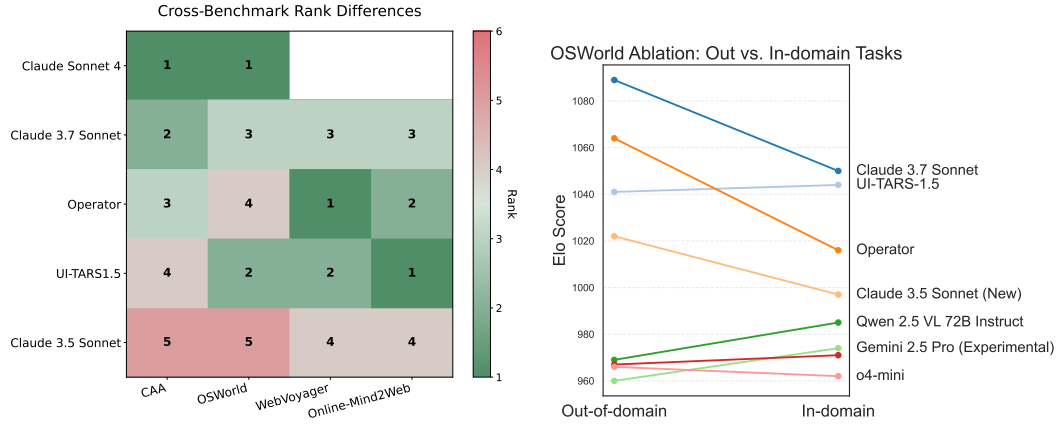 Cross-Benchmark Rank Differences
Claude Sonnet 4
1 1
Claude 3.7 Sonnet
2 3 3 3
Operator
3 4 1 2
UI-TARS1.5
4 2 2 1
Claude 3.5 Sonnet
5 5 4 4
CAA
OSWorld
WebVoyager
Online-Mind2Web
6
5
4
3
2
1
Rank
OSWorld Ablation: Out vs. In-domain Tasks
Elo Score
1080
1060
1040
1020
1000
980
960
Claude 3.7 Sonnet
UI-TARS-1.5
Operator
Claude 3.5 Sonnet (New)
Qwen 2.5 VL 72B Instruct
Gemini 2.5 Pro (Experimental)
o4-mini
Out-of-domain
In-domain